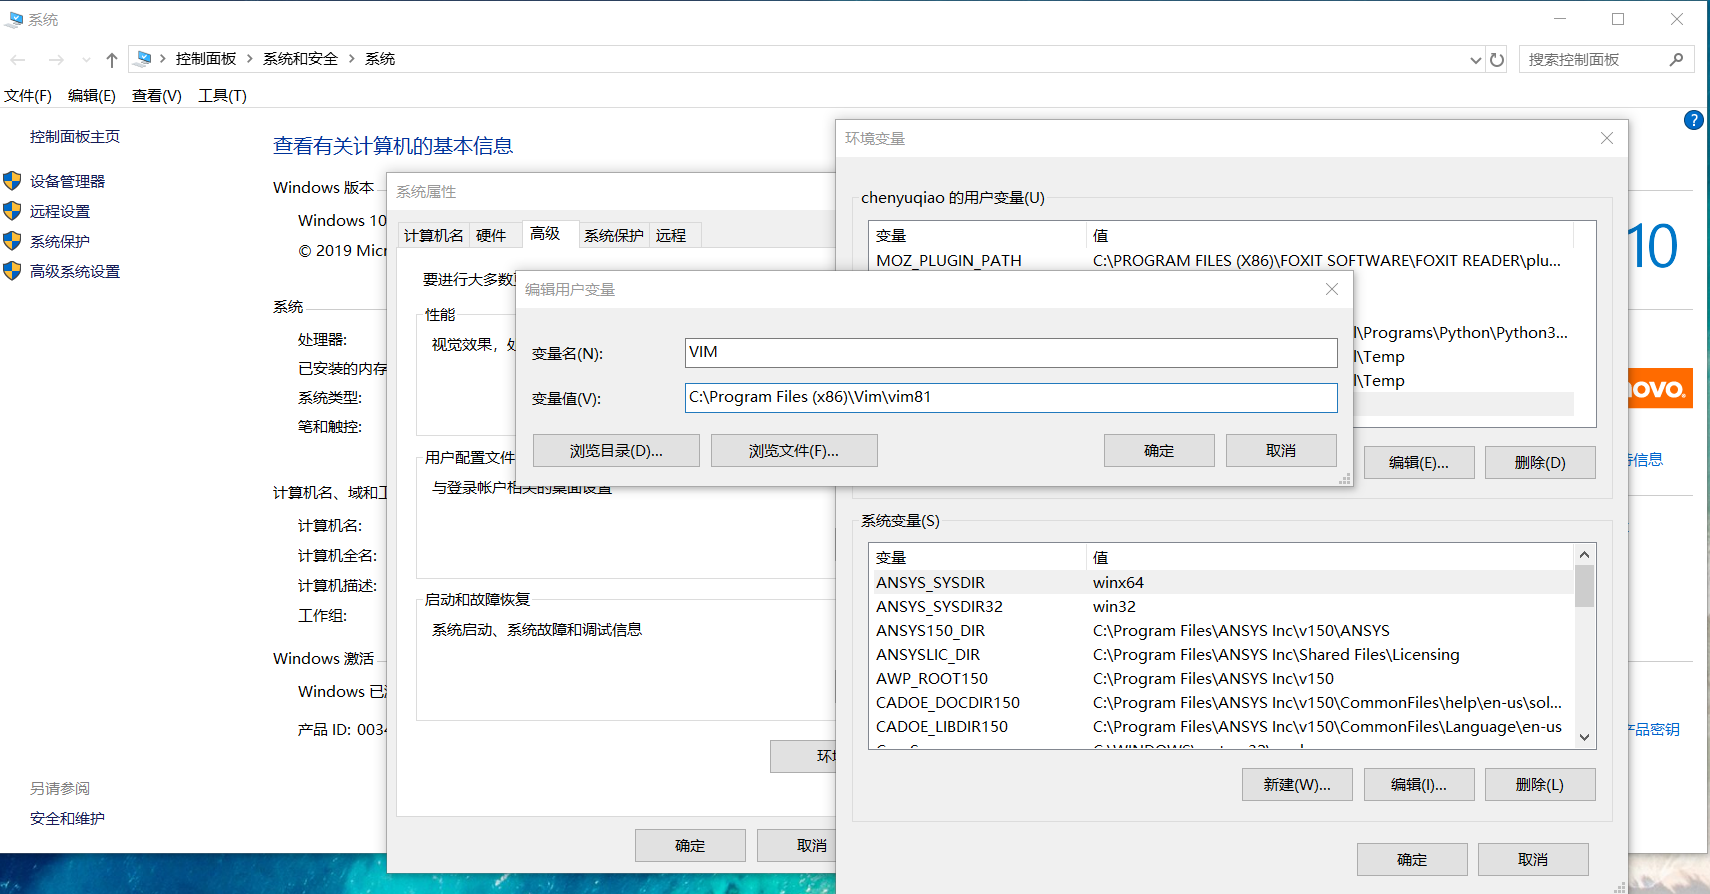 系统
控制面板 系统和安全 系统
搜索控制面板
文件(F) 编辑(E) 查看(V) 工具(T)
控制面板主页
设备管理器
远程设置
系统保护
高级系统设置
另请参阅
安全和维护
查看有关计算机的基本信息
Windows 版本
Windows 10
© 2019 Micr
系统
处理器:
已安装的内存
系统类型:
笔和触控:
计算机名、域和工
计算机名:
计算机全名:
计算机描述:
工作组:
Windows 激活
Windows 已
产品 ID: 0034
10
novo.
持信息
产品密钥
系统属性
计算机名 硬件 高级 系统保护 远程
要进行大多数
性能
视觉效果，处
用户配置文件
与登录帐户相关的桌面设置
启动和故障恢复
系统启动、系统故障和调试信息
环境
确定 取消
环境变量
chenyuqiao 的用户变量(U)
变量 值
MOZ_PLUGIN_PATH C:\PROGRAM FILES (X86)\FOXIT SOFTWARE\FOXIT READER\plu...
l\Programs\Python\Python3...
l\Temp
l\Temp
编辑(E)... 删除(D)
编辑用户变量
变量名(N): VIM
变量值(V): C:\Program Files (x86)\Vim\vim81
浏览目录(D)... 浏览文件(F)... 确定 取消
系统变量(S)
变量 值
ANSYS_SYSDIR winx64
ANSYS_SYSDIR32 win32
ANSYS150_DIR C:\Program Files\ANSYS Inc\v150\ANSYS
ANSYSLIC_DIR C:\Program Files\ANSYS Inc\Shared Files\Licensing
AWP_ROOT150 C:\Program Files\ANSYS Inc\v150
CADOE_DOCDIR150 C:\Program Files\ANSYS Inc\v150\CommonFiles\help\en-us\sol...
CADOE_LIBDIR150 C:\Program Files\ANSYS Inc\v150\CommonFiles\Language\en-us
新建(W)... 编辑(I)... 删除(L)
确定 取消